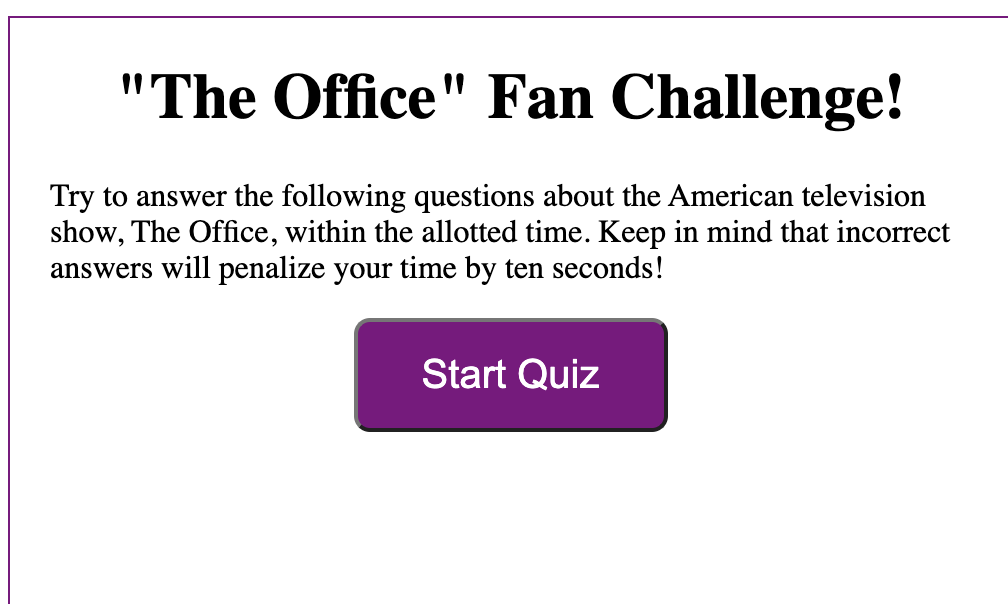 "The Office" Fan Challenge!
Try to answer the following questions about the American television
show, The Office, within the allotted time. Keep in mind that incorrect
answers will penalize your time by ten seconds!
Start Quiz